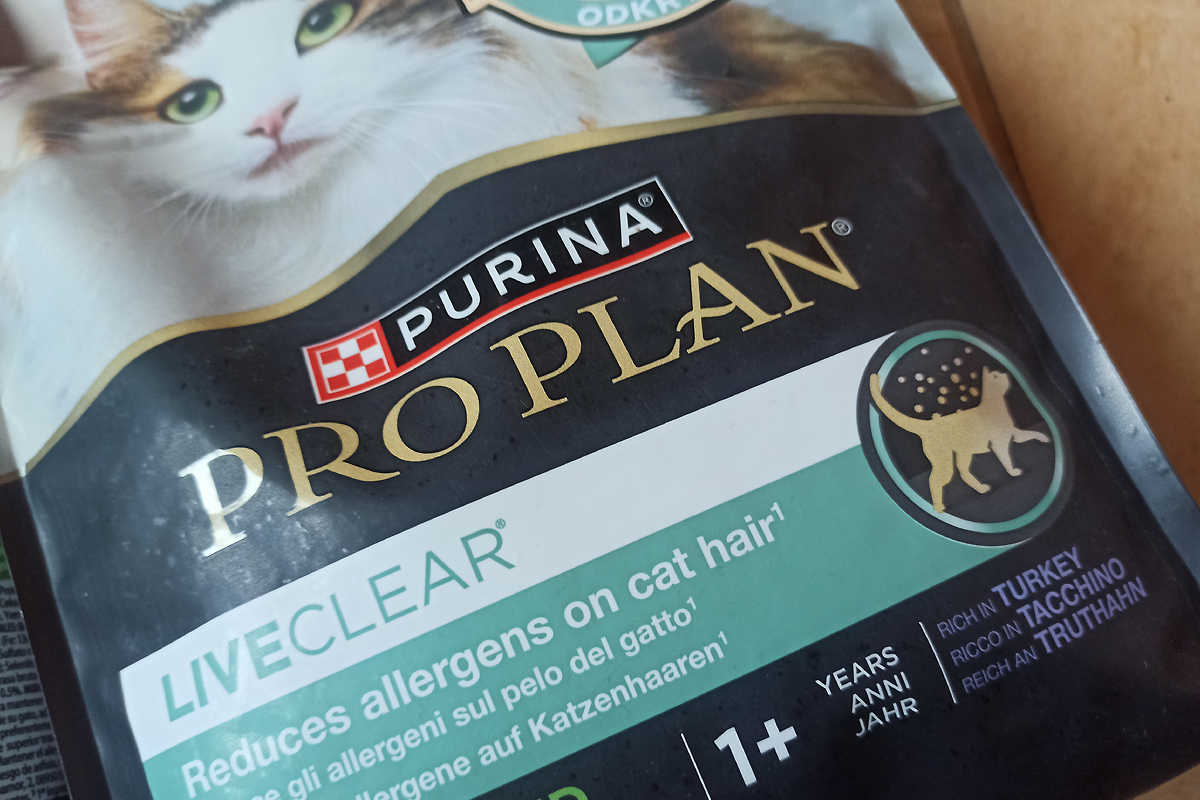 ODKR
PURINA®
PRO PLAN®
LIVECLEAR®
Reduces allergens on cat hair¹
gli allergeni sul pelo del gatto¹
auf Katzenhaaren¹
1+
YEARS
ANNI
JAHR
RICH IN TURKEY
RICCO IN TACCHINO
REICH AN TRUTHAHN